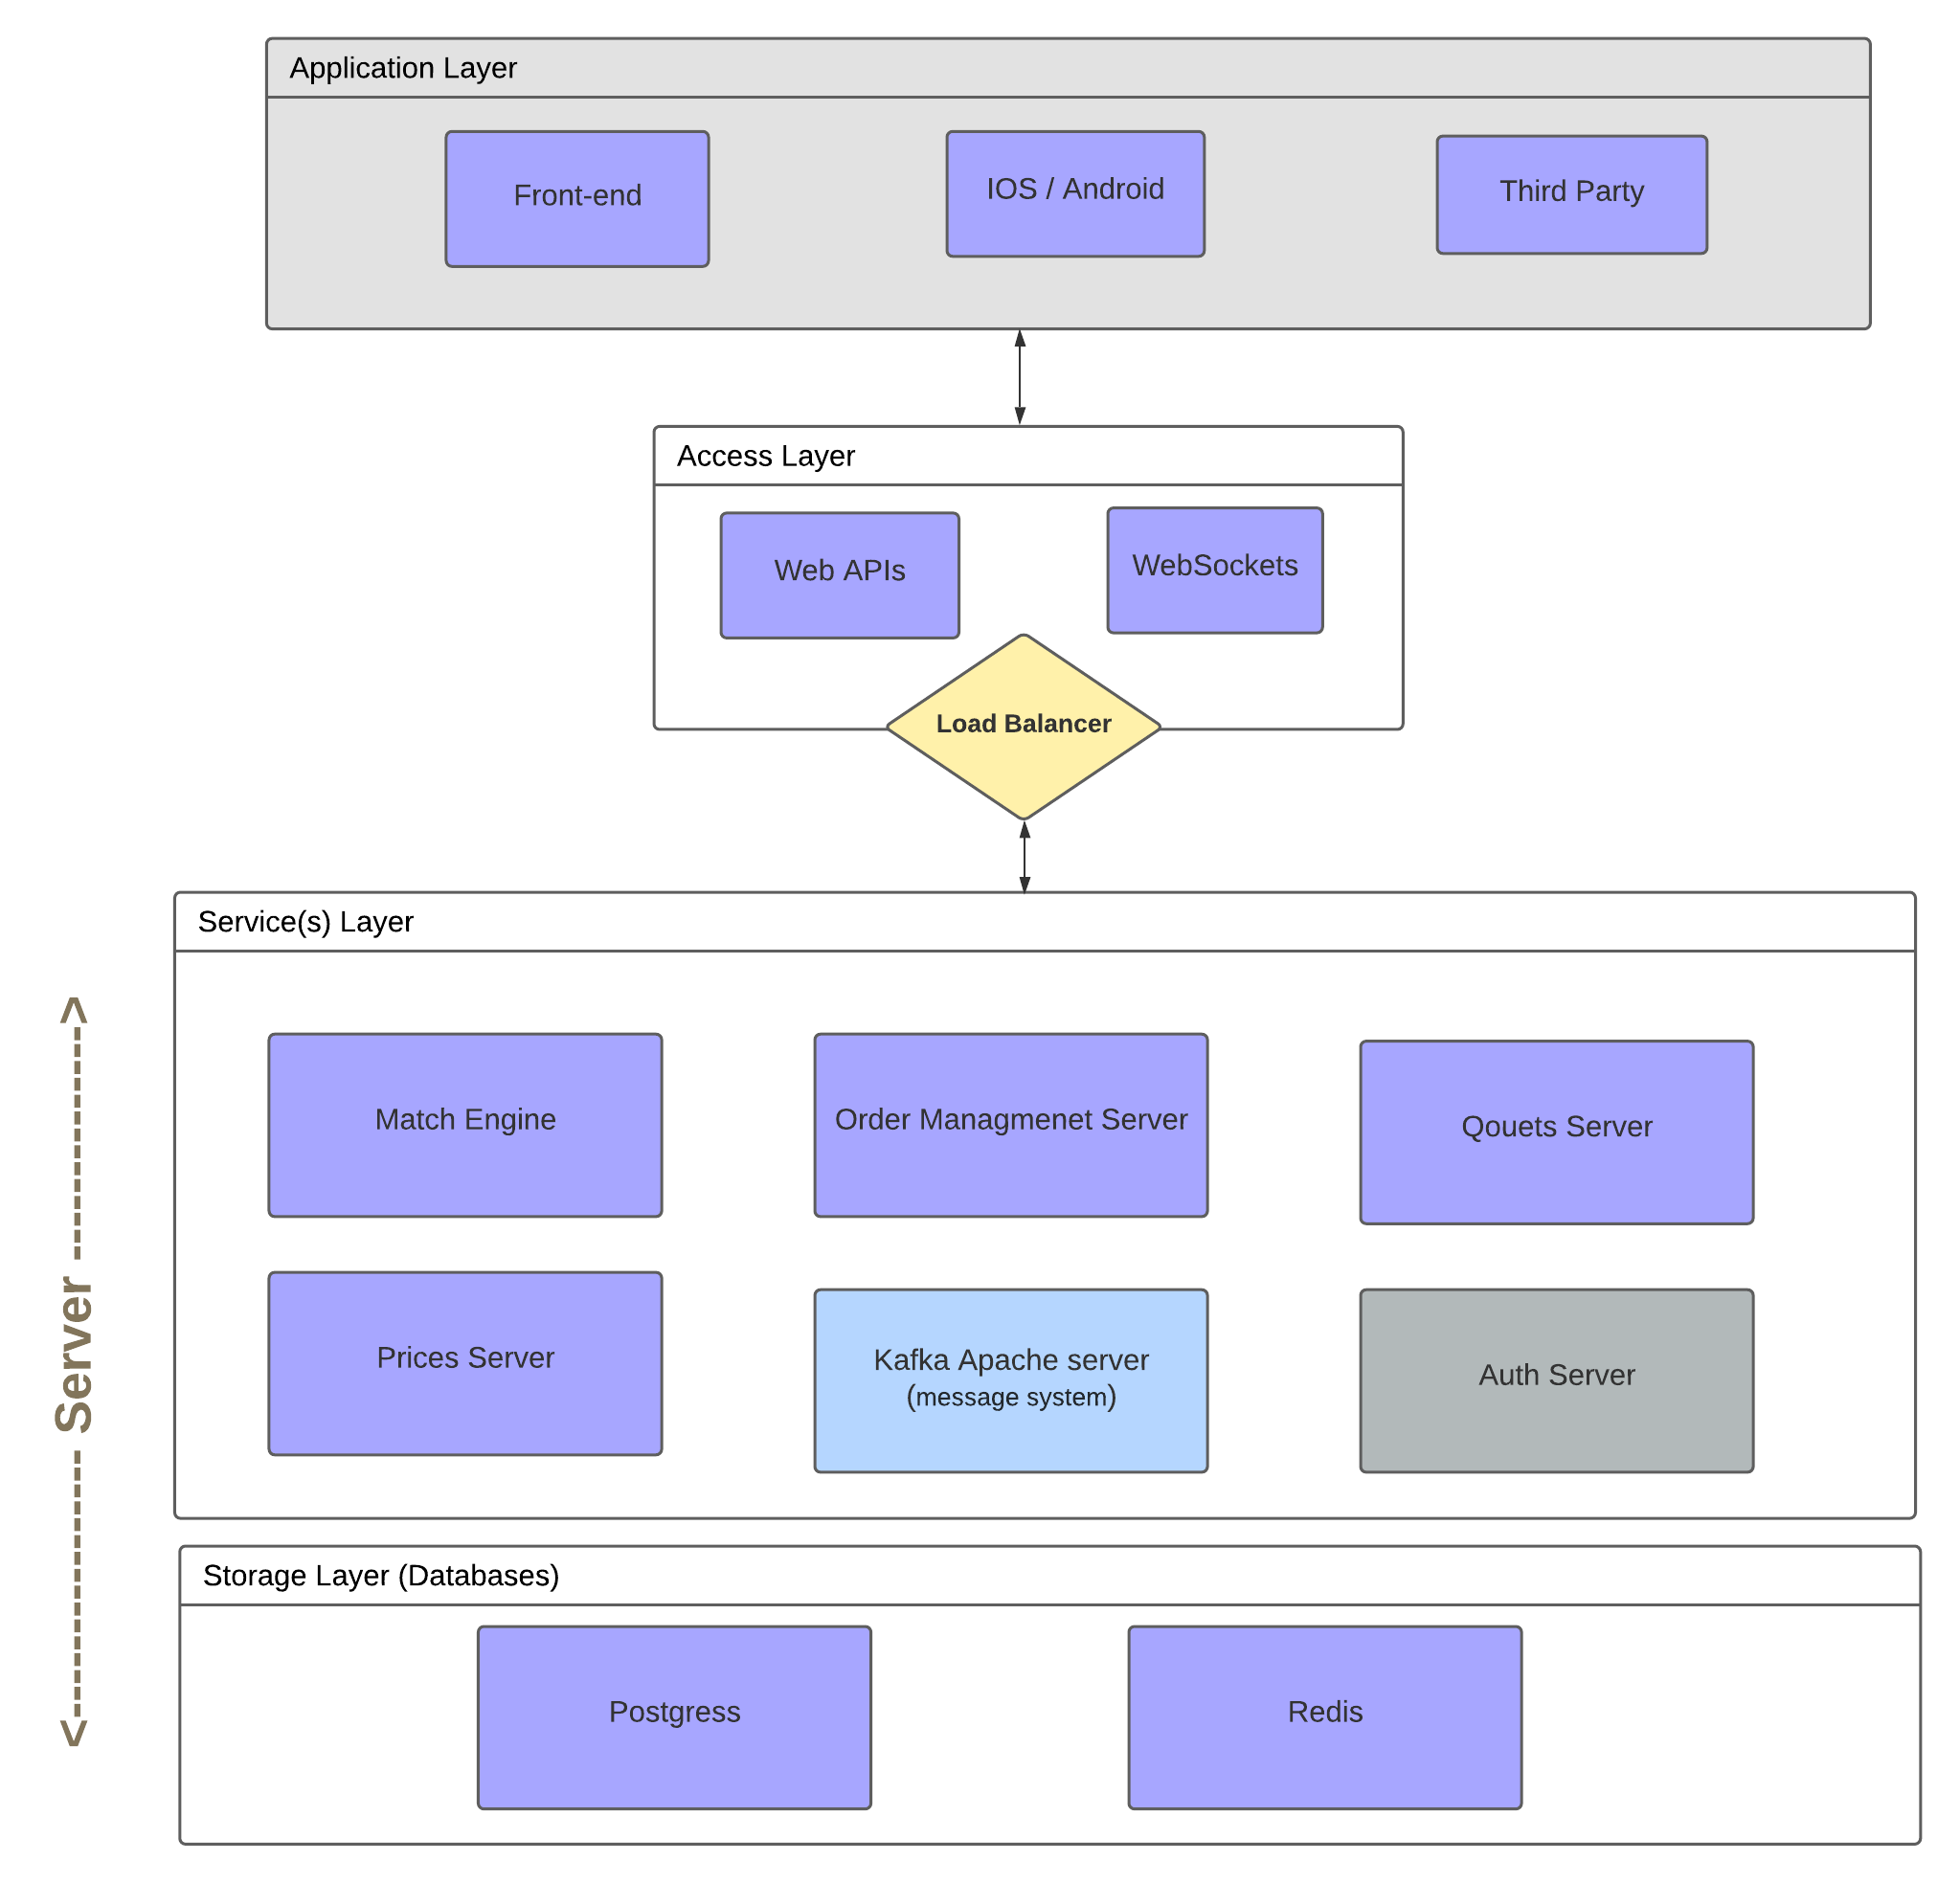 Application Layer
Front-end
IOS / Android
Third Party
Access Layer
Web APIs
WebSockets
Load Balancer
Service(s) Layer
Match Engine
Order Managmenet Server
Qouets Server
Prices Server
Kafka Apache server
(message system)
Auth Server
<-------------- Server -------------->
Storage Layer (Databases)
Postgress
Redis